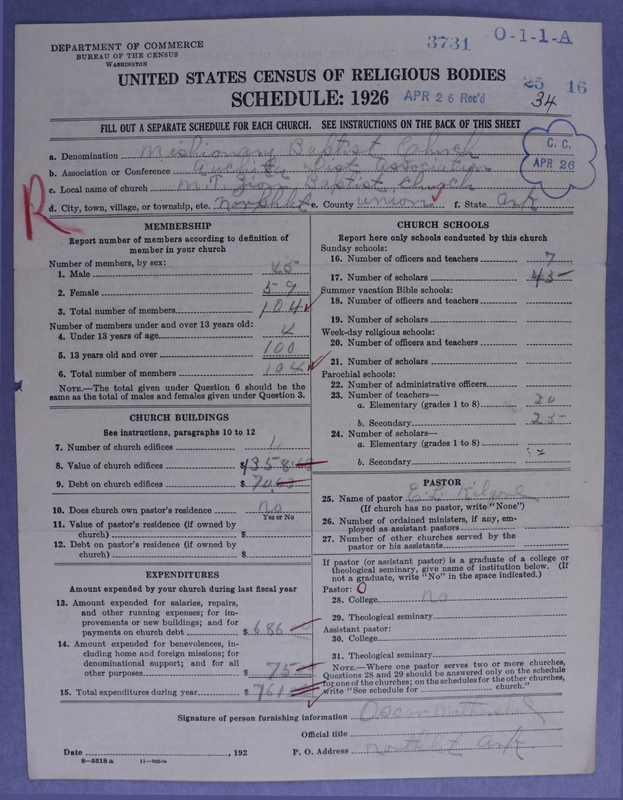 DEPARTMENT OF COMMERCE
BUREAU OF THE CENSUS
WASHINGTON
3731
O-1-1-A
UNITED STATES CENSUS OF RELIGIOUS BODIES
SCHEDULE: 1926
APR 26 Rec'd
25 16
34
FILL OUT A SEPARATE SCHEDULE FOR EACH CHURCH. SEE INSTRUCTIONS ON THE BACK OF THIS SHEET
C. C.
APR 26
a. Denomination Missionary Baptist Church
b. Association or Conference Dist Association
c. Local name of church M.T. Zion Baptist Church
d. City, town, village, or township, etc. Norphlet e. County Union f. State Ark
R
MEMBERSHIP
Report number of members according to definition of
member in your church
Number of members, by sex:
1. Male 45
2. Female 59
3. Total number of members 104
Number of members under and over 13 years old:
4. Under 13 years of age 4
5. 13 years old and over 100
6. Total number of members 104
NOTE.—The total given under Question 6 should be the
same as the total of males and females given under Question 3.
CHURCH BUILDINGS
See instructions, paragraphs 10 to 12
7. Number of church edifices 1
8. Value of church edifices $1358.63
9. Debt on church edifices $70.63
10. Does church own pastor's residence? no
Yes or No
11. Value of pastor's residence (if owned by
church) $
12. Debt on pastor's residence (if owned by
church) $
EXPENDITURES
Amount expended by your church during last fiscal year
13. Amount expended for salaries, repairs,
and other running expenses; for im-
provements or new buildings; and for
payments on church debt $686
14. Amount expended for benevolences, in-
cluding home and foreign missions; for
denominational support; and for all
other purposes $75
15. Total expenditures during year $761
CHURCH SCHOOLS
Report here only schools conducted by this church
Sunday schools:
16. Number of officers and teachers 7
17. Number of scholars 45
Summer vacation Bible schools:
18. Number of officers and teachers
19. Number of scholars
Week-day religious schools:
20. Number of officers and teachers
21. Number of scholars
Parochial schools:
22. Number of administrative officers
23. Number of teachers—
a. Elementary (grades 1 to 8) 20
b. Secondary 25
24. Number of scholars—
a. Elementary (grades 1 to 8)
b. Secondary
PASTOR
25. Name of pastor E. L. Kilgore
(If church has no pastor, write "None")
26. Number of ordained ministers, if any, em-
ployed as assistant pastors
27. Number of other churches served by the
pastor or his assistants
If pastor (or assistant pastor) is a graduate of a college or
theological seminary, give name of institution below. (If
not a graduate, write "No" in the space indicated.)
Pastor: O
28. College no
29. Theological seminary
Assistant pastor:
30. College
31. Theological seminary
NOTE.—Where one pastor serves two or more churches,
Questions 28 and 29 should be answered only on the schedule
for one of the churches; on the schedules for the other churches,
write "See schedule for church."
Signature of person furnishing information Oscar
Official title
Date , 192
P. O. Address Ark.
8-5518 a 11-9554a